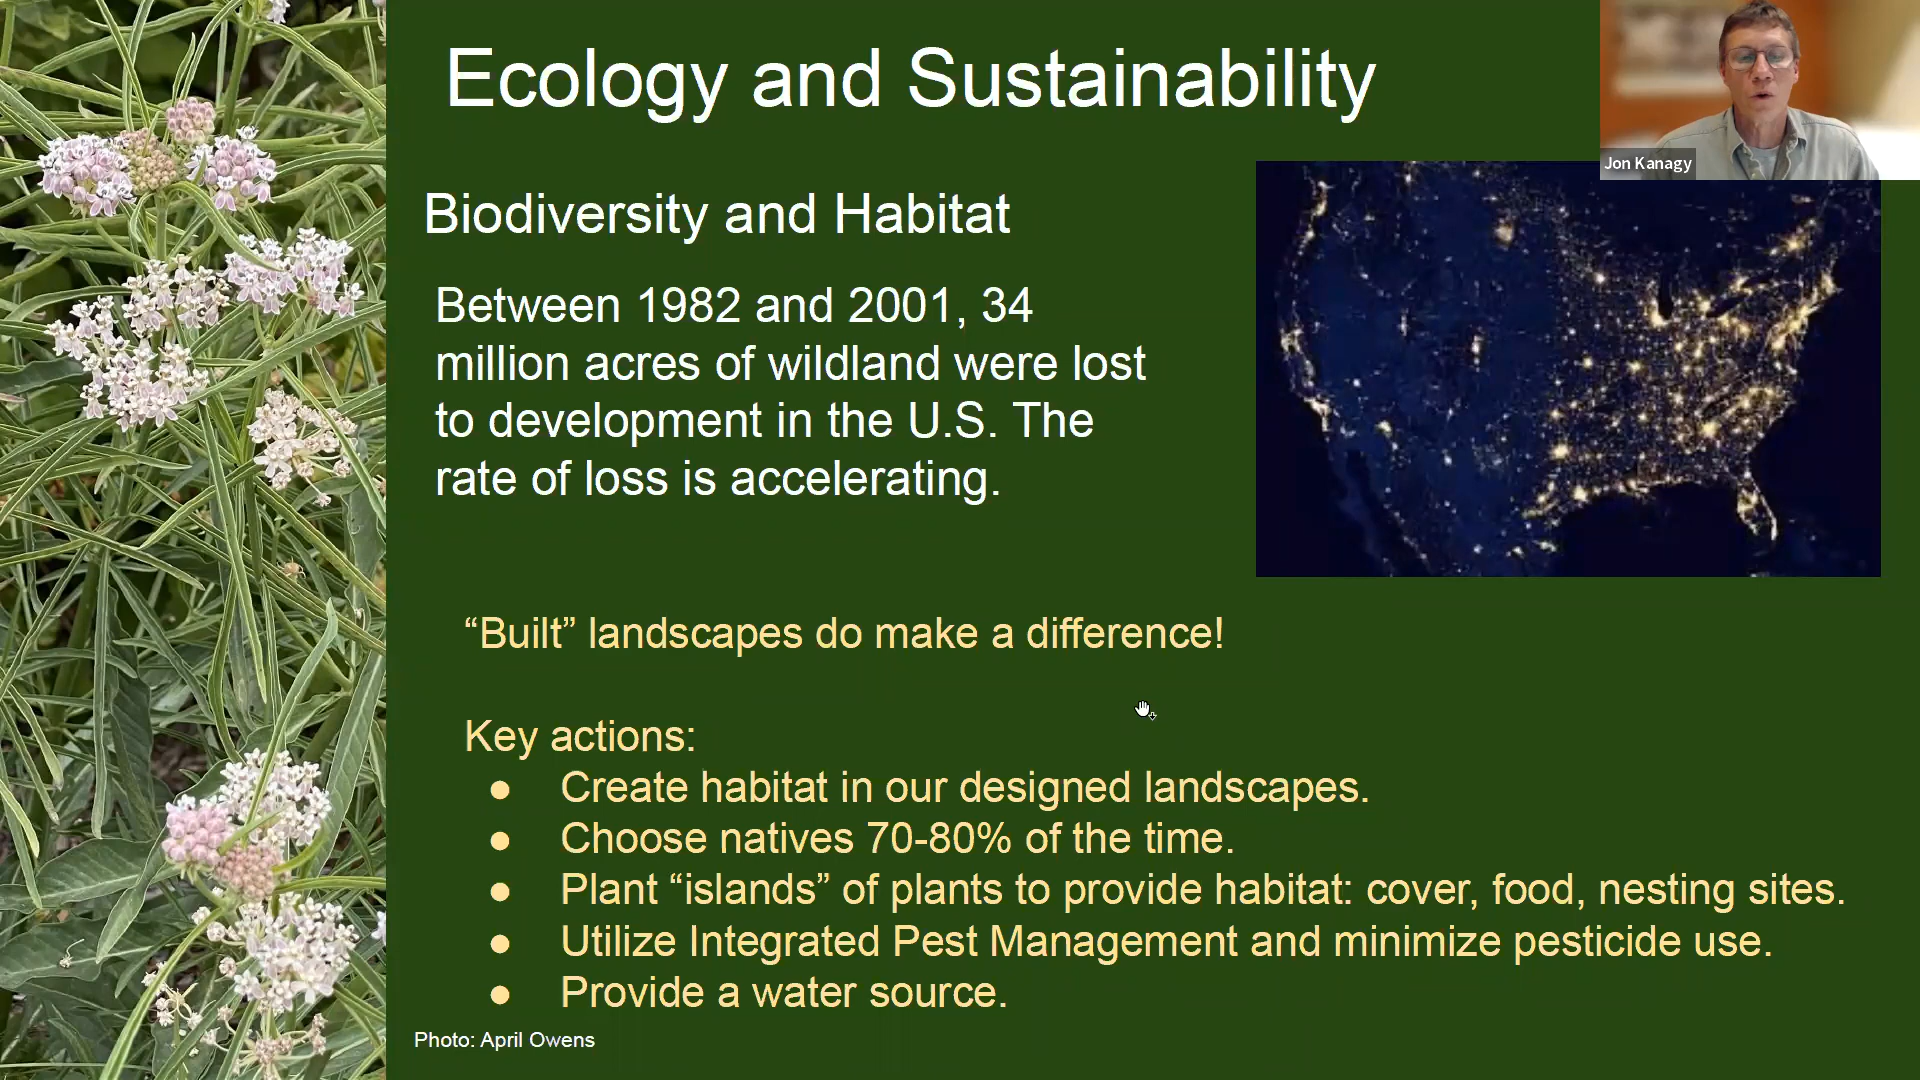 Ecology and Sustainability
Jon Kanagy
Biodiversity and Habitat
Between 1982 and 2001, 34
million acres of wildland were lost
to development in the U.S. The
rate of loss is accelerating.
“Built” landscapes do make a difference!
Key actions:
● Create habitat in our designed landscapes.
● Choose natives 70-80% of the time.
● Plant “islands” of plants to provide habitat: cover, food, nesting sites.
● Utilize Integrated Pest Management and minimize pesticide use.
● Provide a water source.
Photo: April Owens